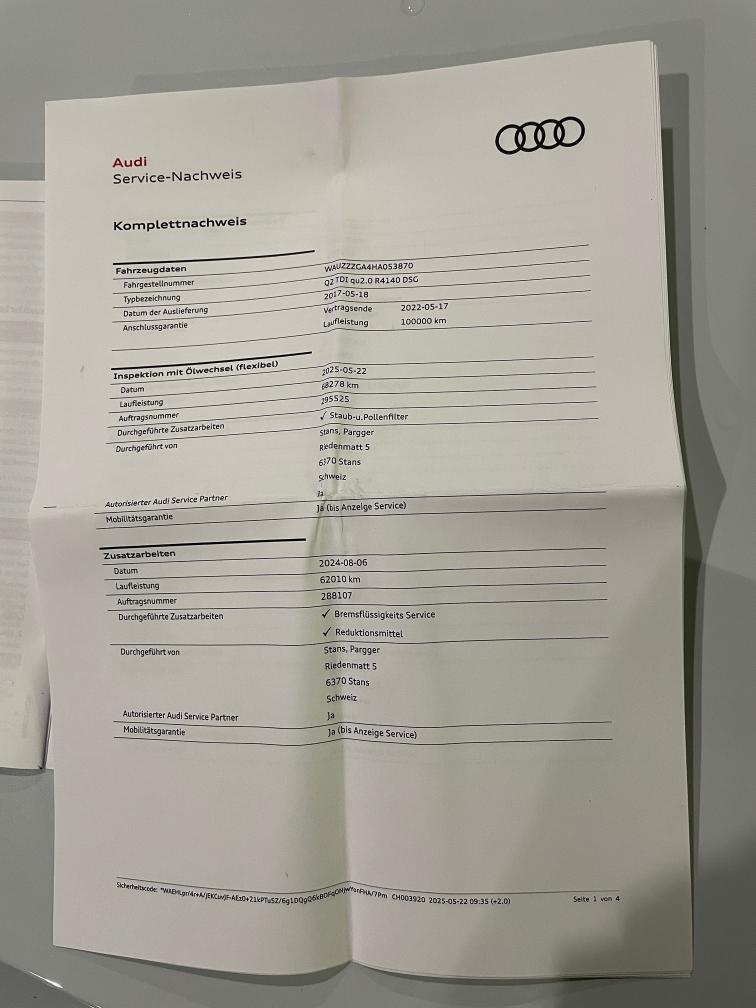 Audi
Service-Nachweis
Komplettnachweis
Fahrzeugdaten
Fahrgestellnummer WAUZZZGA4HA053870
Typbezeichnung Q2 TDI qu2.0 R4140 DSG
Datum der Auslieferung 2017-05-18
Anschlussgarantie Vertragsende 2022-05-17
Laufleistung 100000 km
Inspektion mit Ölwechsel (flexibel)
Datum 2025-05-22
Laufleistung 68278 km
Auftragsnummer 295525
Durchgeführte Zusatzarbeiten ✓ Staub-u.Pollenfilter
Durchgeführt von Stans, Pargger
Riedenmatt 5
6370 Stans
Schweiz
Autorisierter Audi Service Partner Ja
Mobilitätsgarantie Ja (bis Anzeige Service)
Zusatzarbeiten
Datum 2024-08-06
Laufleistung 62010 km
Auftragsnummer 288107
Durchgeführte Zusatzarbeiten ✓ Bremsflüssigkeits Service
✓ Reduktionsmittel
Durchgeführt von Stans, Pargger
Riedenmatt 5
6370 Stans
Schweiz
Autorisierter Audi Service Partner Ja
Mobilitätsgarantie Ja (bis Anzeige Service)
Sicherheitscode: CH003920 2025-05-22 09:35 (+2.0) Seite 1 von 4